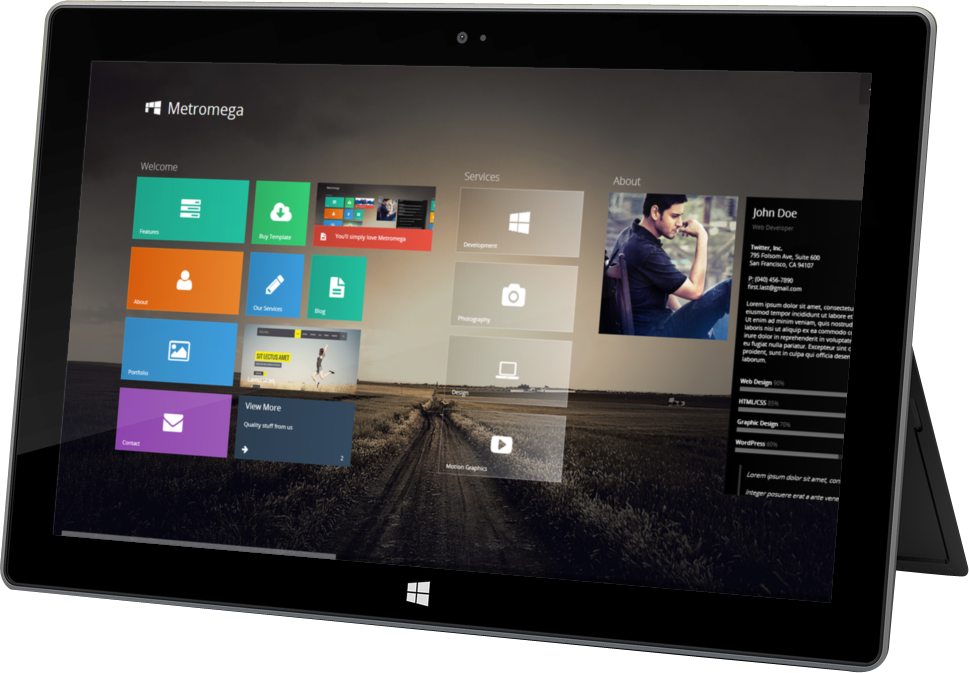 Metromega
Welcome
Features
Buy Template
You'll simply love Metromega
About
Our Services
Blog
Portfolio
SIT LECTUS AMET
Contact
View More
Quality stuff from us
2
Services
Development
Photography
Design
Motion Graphics
About
John Doe
Web Developer
Twitter, Inc.
795 Folsom Ave, Suite 600
San Francisco, CA 94107
P: (040) 456-7890
first.last@gmail.com
Lorem ipsum dolor sit amet, consectetu
eiusmod tempor incididunt ut labore et
Ut enim ad minim veniam, quis nostrud
laboris nisi ut aliquip ex ea commodo c
irure dolor in reprehenderit in voluptate
eu fugiat nulla pariatur. Excepteur sint c
proident, sunt in culpa qui officia deser
laborum.
Web Design 90%
HTML/CSS 85%
Graphic Design 70%
WordPress 60%
Lorem ipsum dolor sit amet, con
Integer posuere erat a ante vene